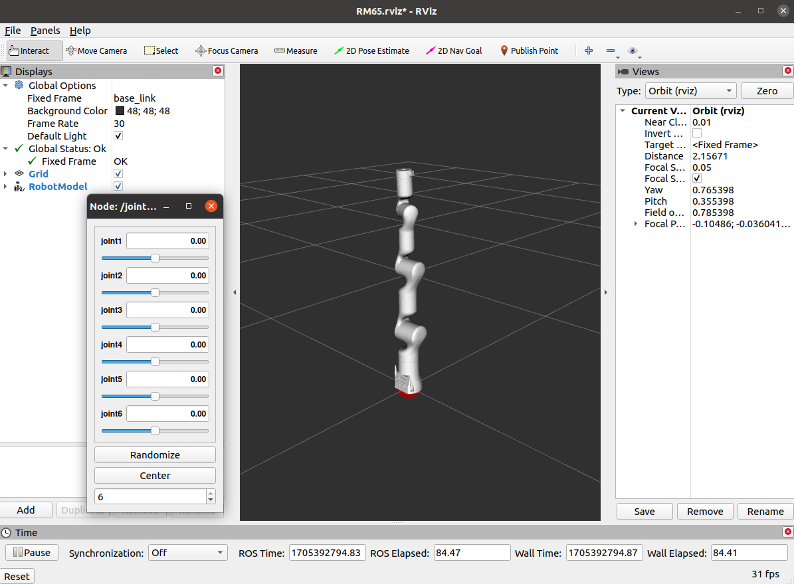 RM65.rviz* - RViz
File Panels Help
Interact Move Camera Select Focus Camera Measure 2D Pose Estimate 2D Nav Goal Publish Point
Displays
Global Options
Fixed Frame base_link
Background Color 48; 48; 48
Frame Rate 30
Default Light
Global Status: Ok
Fixed Frame OK
Grid
RobotModel
Node: /joint...
joint1 0.00
joint2 0.00
joint3 0.00
joint4 0.00
joint5 0.00
joint6 0.00
Randomize
Center
6
Add
Views
Type: Orbit (rviz) Zero
Current V... Orbit (rviz)
Near Cl... 0.01
Invert ...
Target ... <Fixed Frame>
Distance 2.15671
Focal S... 0.05
Focal S...
Yaw 0.765398
Pitch 0.355398
Field o... 0.785398
Focal P... -0.10486; -0.036041...
Save Remove Rename
Time
Pause Synchronization: Off ROS Time: 1705392794.83 ROS Elapsed: 84.47 Wall Time: 1705392794.87 Wall Elapsed: 84.41
Reset 31 fps